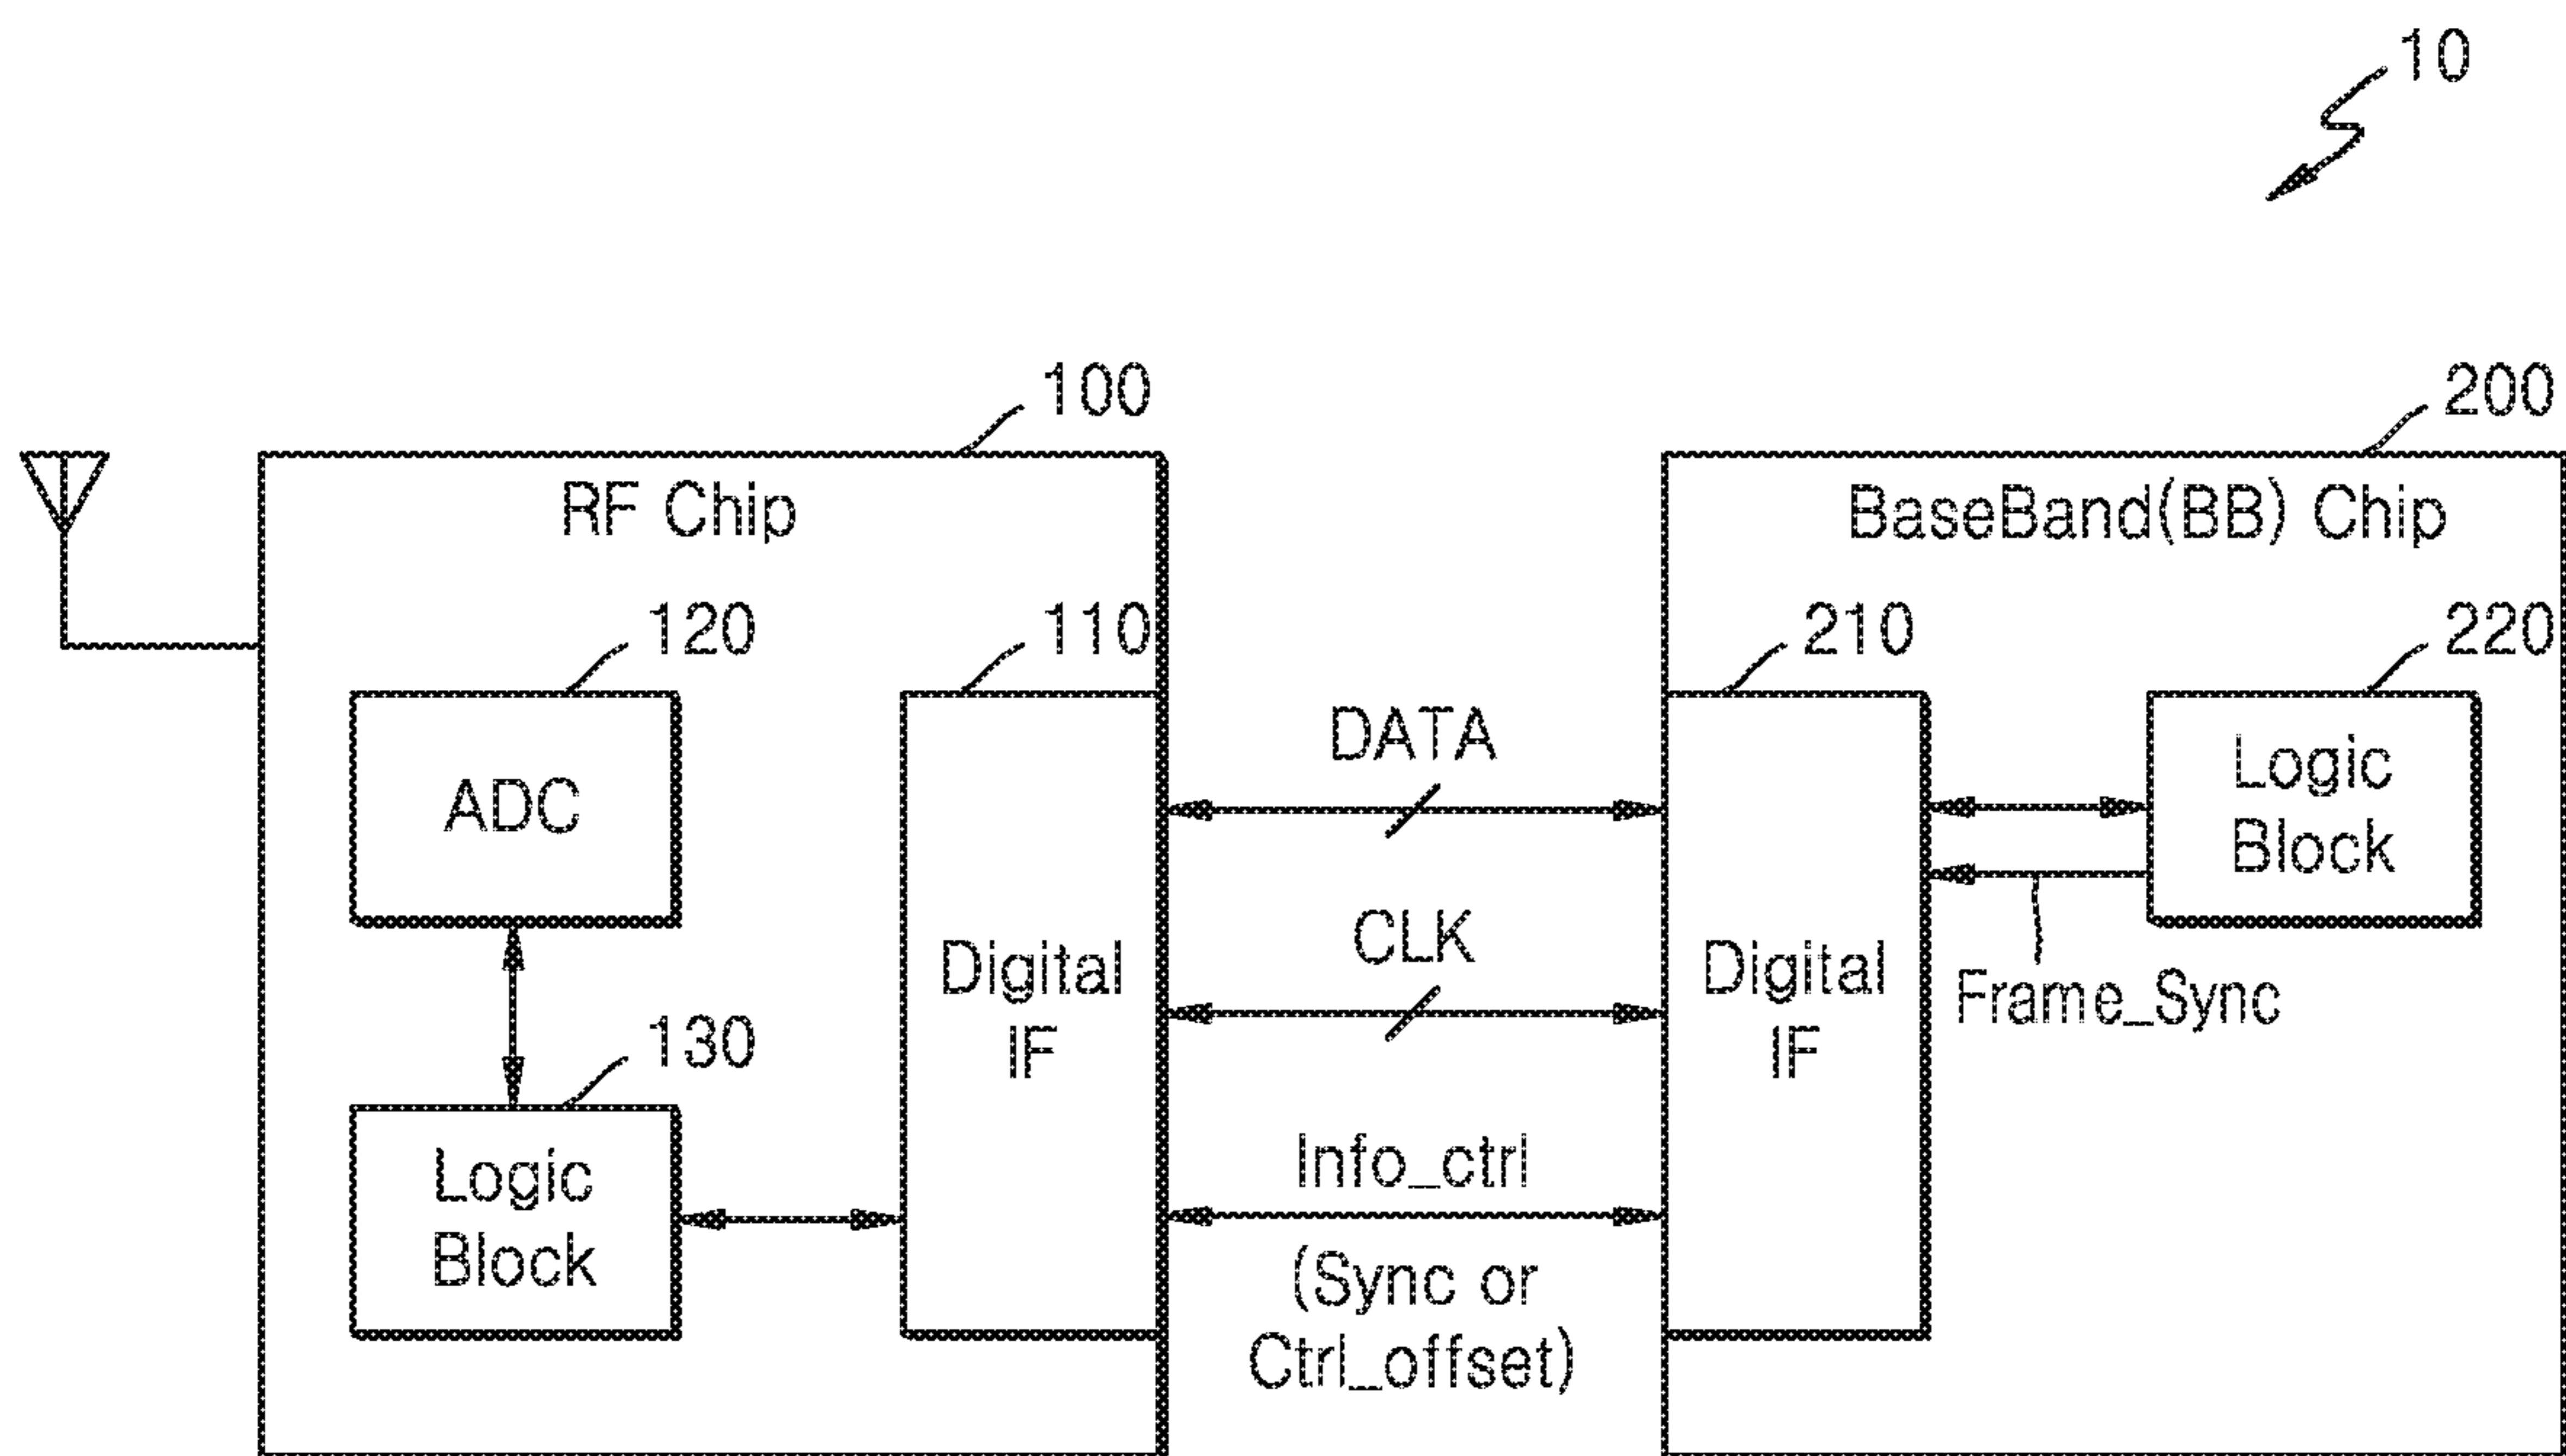 10
100
200
RF Chip
BaseBand(BB) Chip
120
110
210
220
ADC
Digital
IF
130
Logic
Block
DATA
CLK
Info_ctrl
(Sync or
Ctrl_offset)
Digital
IF
Logic
Block
Frame_Sync